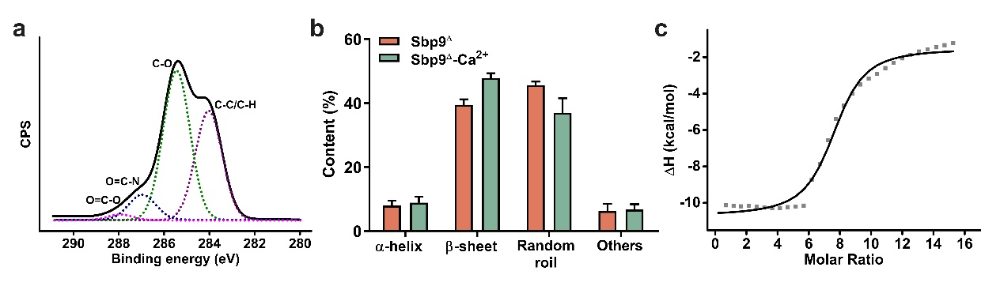 a
C-O
C-C/C-H
O=C-N
O=C-O
CPS
290 288 286 284 282 280
Binding energy (eV)
b
Sbp9Δ
Sbp9Δ-Ca2+
60
40
20
0
Content (%)
α-helix β-sheet Random roil Others
c
-2
-4
-6
-8
-10
ΔH (kcal/mol)
0 2 4 6 8 10 12 14 16
Molar Ratio